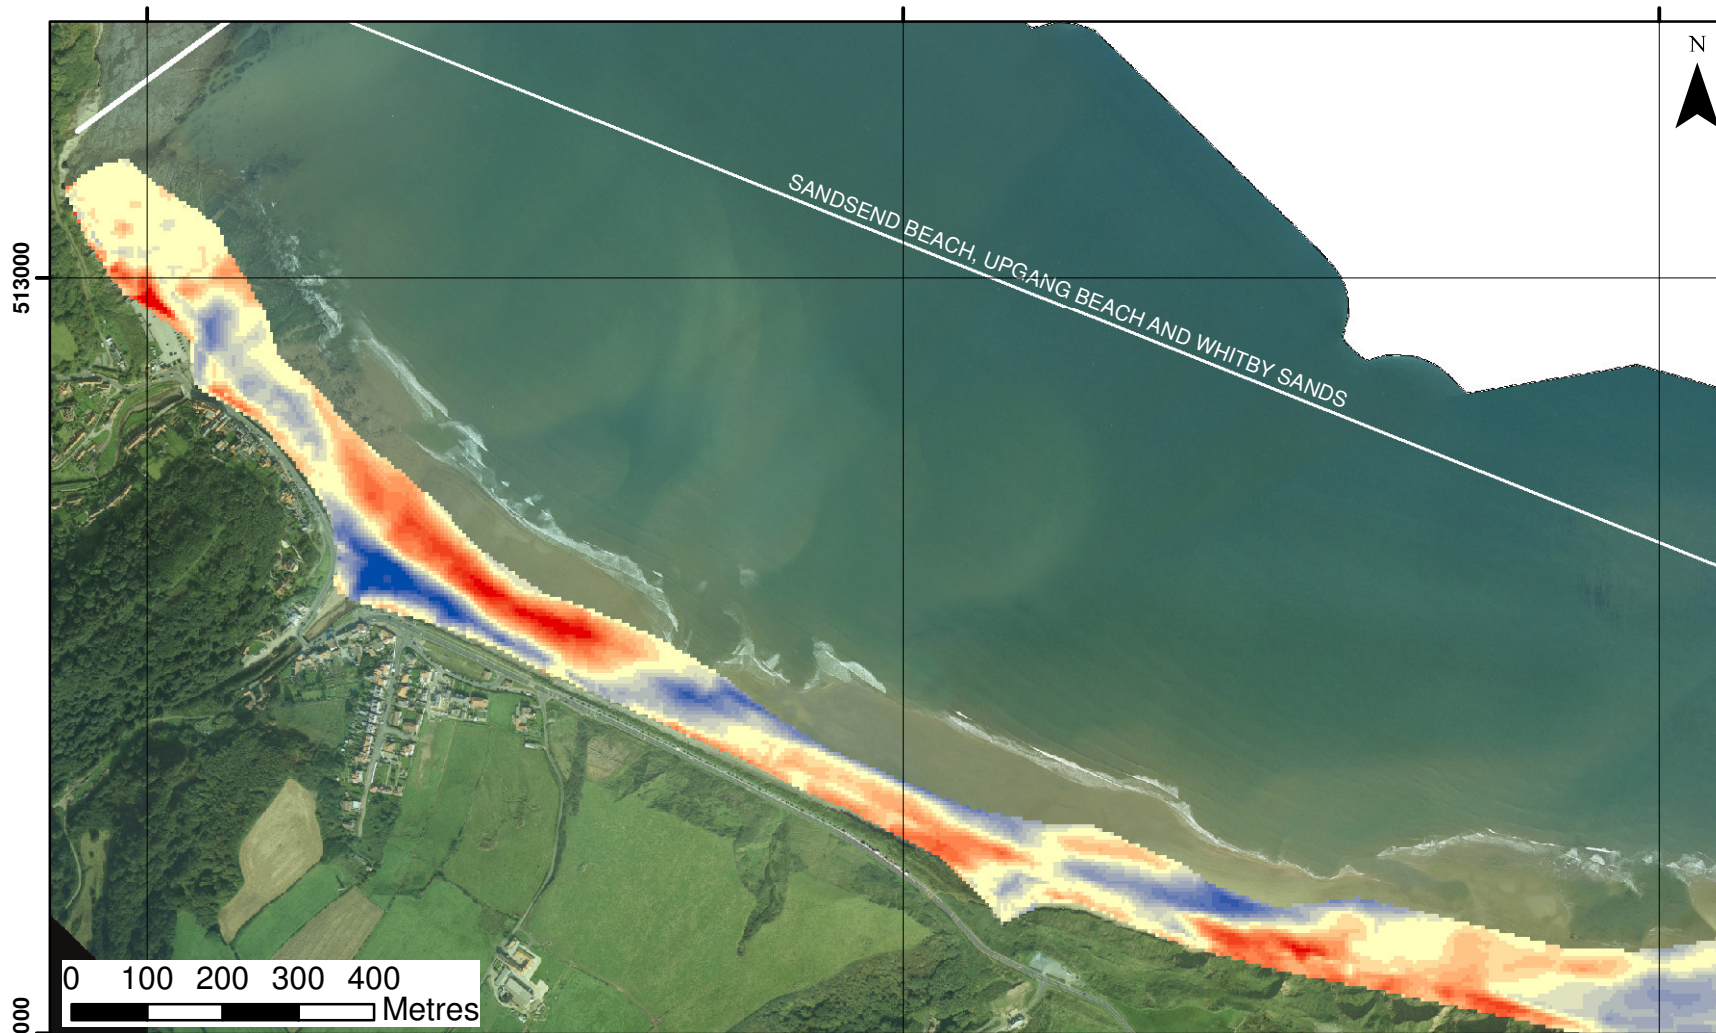 N
SANDSEND BEACH, UPGANG BEACH AND WHITBY SANDS
513000
000
0 100 200 300 400
Metres